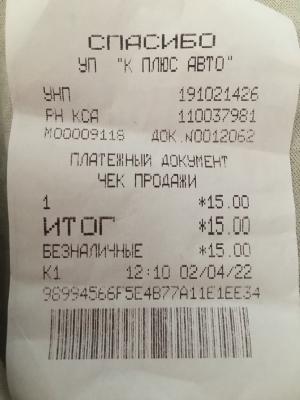 СПАСИБО
УП "К ПЛЮС АВТО"
УНП 191021426
РН КСА 110037981
М00009118 ДОК.N0012062
ПЛАТЕЖНЫЙ ДОКУМЕНТ
ЧЕК ПРОДАЖИ
1 *15.00
ИТОГ *15.00
БЕЗНАЛИЧНЫЕ *15.00
К1 12:10 02/04/22
98994566F5E4B77A11E1EE34